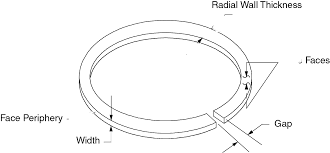 Radial Wall Thickness
Faces
Face Periphery
Gap
Width